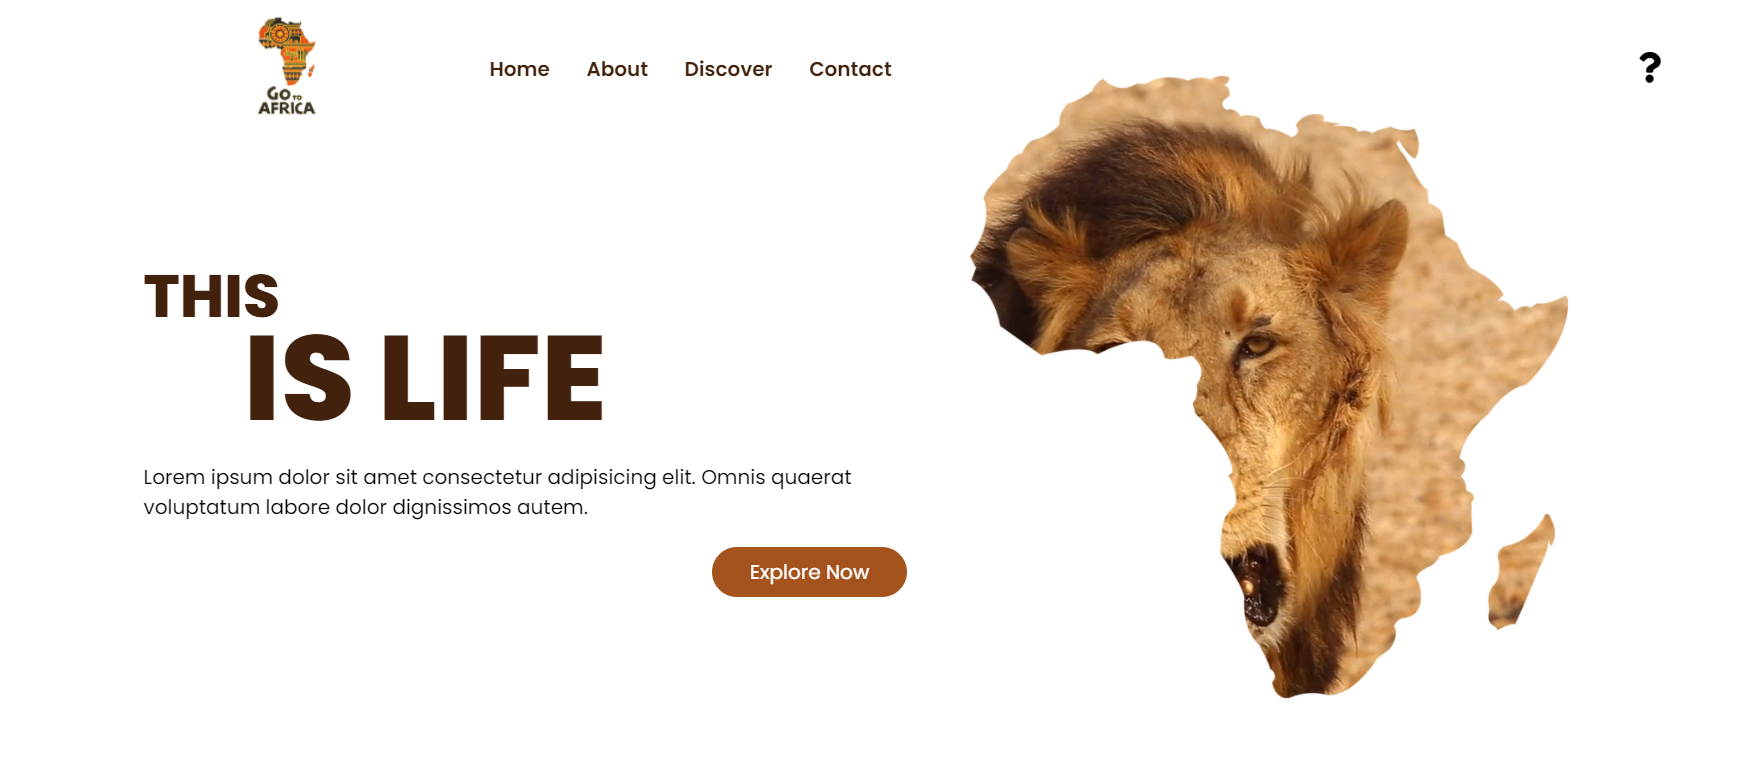 GO TO
AFRICA
Home About Discover Contact
?
THIS
IS LIFE
Lorem ipsum dolor sit amet consectetur adipisicing elit. Omnis quaerat
voluptatum labore dolor dignissimos autem.
Explore Now